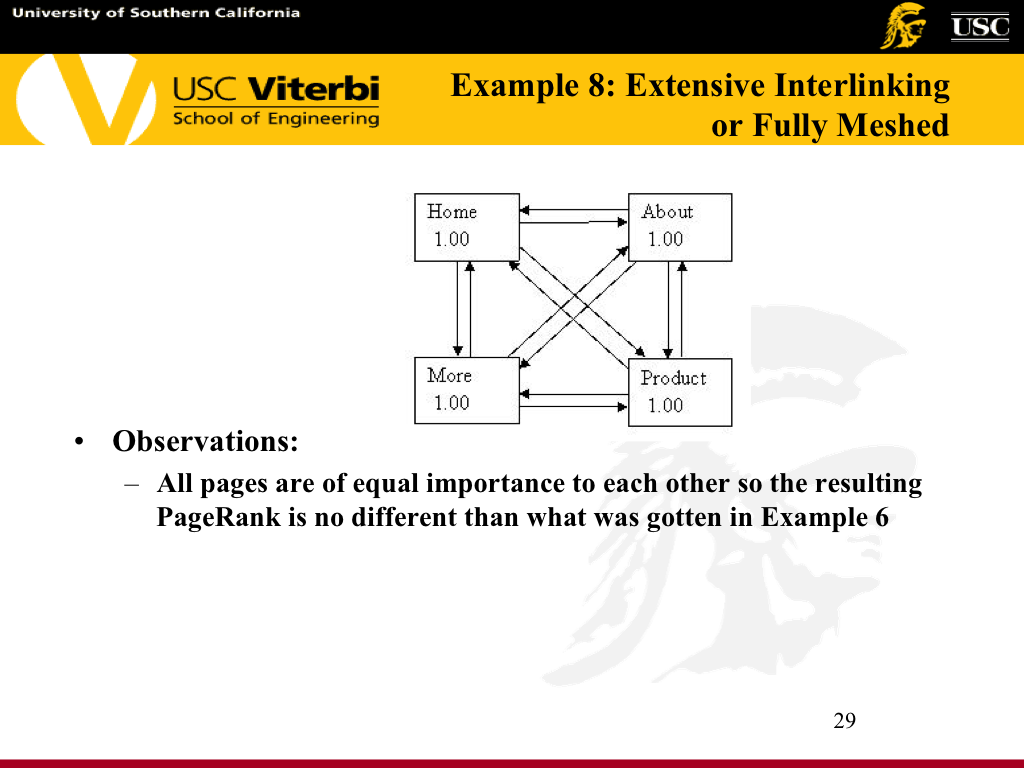 University of Southern California
USC
USC Viterbi
School of Engineering
Example 8: Extensive Interlinking
or Fully Meshed
Home
1.00
About
1.00
More
1.00
Product
1.00
• Observations:
– All pages are of equal importance to each other so the resulting
PageRank is no different than what was gotten in Example 6
29